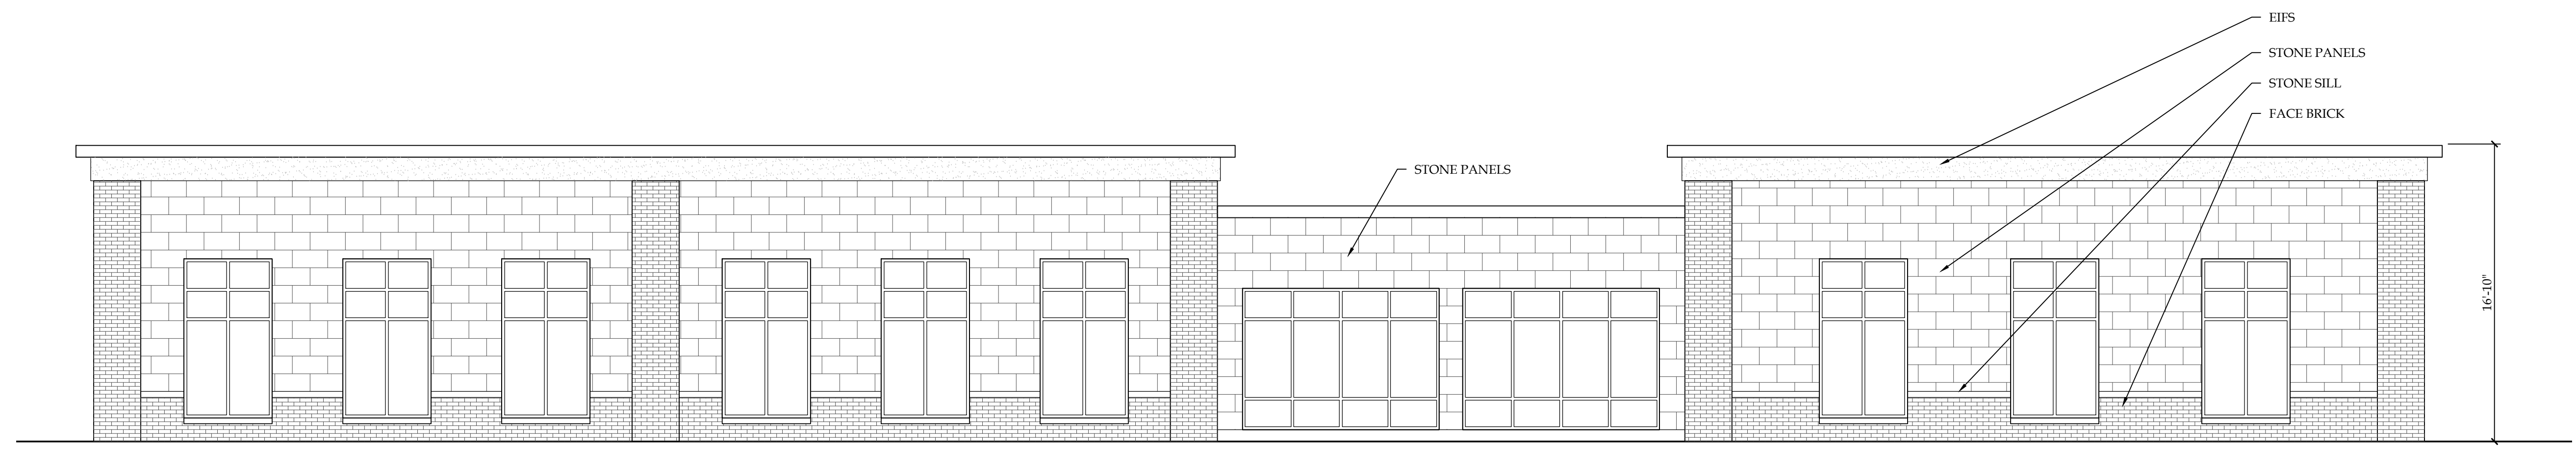 EIFS
STONE PANELS
STONE SILL
FACE BRICK
STONE PANELS
16'-10"